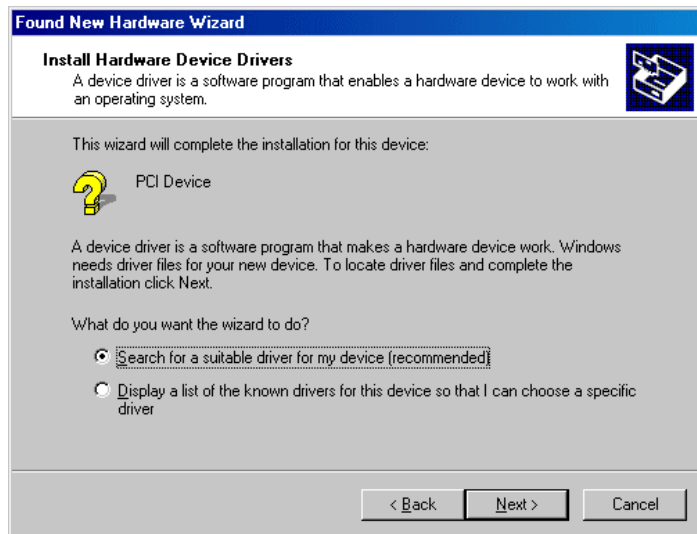 Found New Hardware Wizard
Install Hardware Device Drivers
A device driver is a software program that enables a hardware device to work with
an operating system.
This wizard will complete the installation for this device:
PCI Device
A device driver is a software program that makes a hardware device work. Windows
needs driver files for your new device. To locate driver files and complete the
installation click Next.
What do you want the wizard to do?
Search for a suitable driver for my device (recommended)
Display a list of the known drivers for this device so that I can choose a specific
driver
< Back
Next >
Cancel